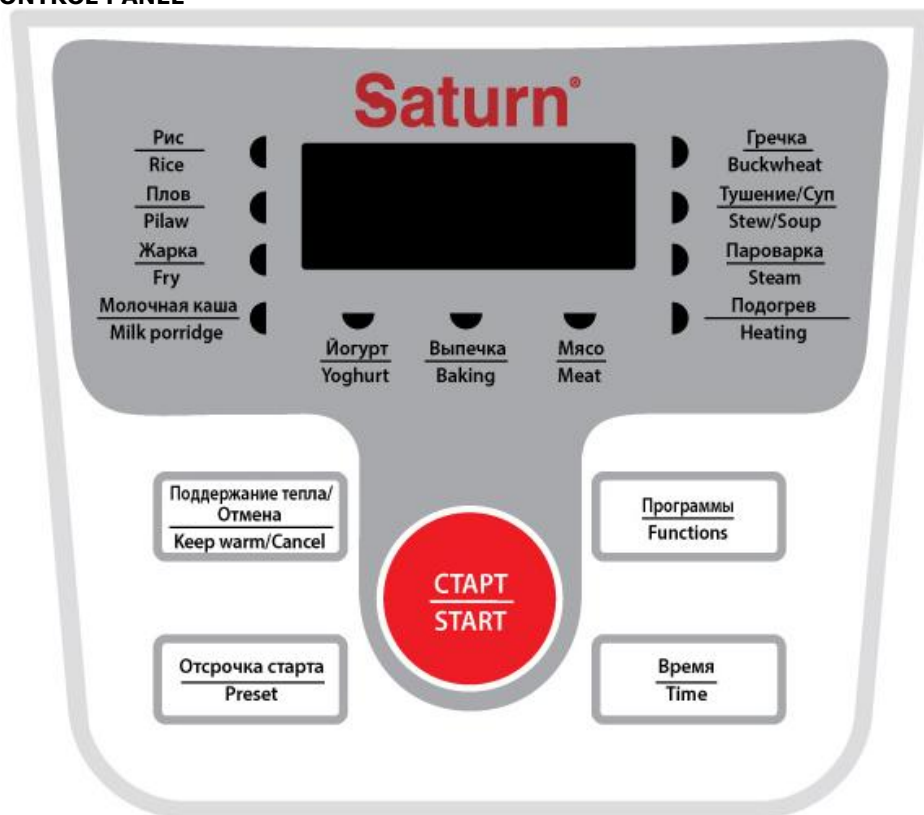 CONTROL PANEL
Saturn®
Рис
Rice
Плов
Pilaw
Жарка
Fry
Молочная каша
Milk porridge
Гречка
Buckwheat
Тушение/Суп
Stew/Soup
Пароварка
Steam
Подогрев
Heating
Йогурт
Yoghurt
Выпечка
Baking
Мясо
Meat
Поддержание тепла/
Отмена
Keep warm/Cancel
Программы
Functions
СТАРТ
START
Отсрочка старта
Preset
Время
Time